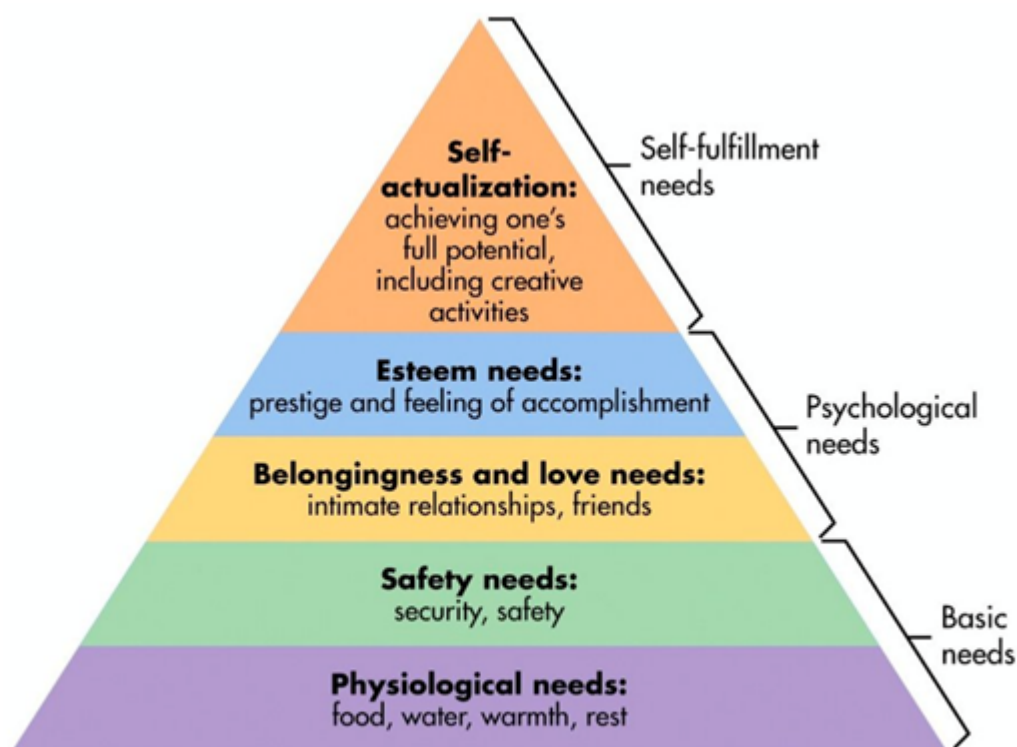 Self-
actualization:
achieving one's
full potential,
including creative
activities
Self-fulfillment
needs
Esteem needs:
prestige and feeling of accomplishment
Psychological
needs
Belongingness and love needs:
intimate relationships, friends
Safety needs:
security, safety
Basic
needs
Physiological needs:
food, water, warmth, rest